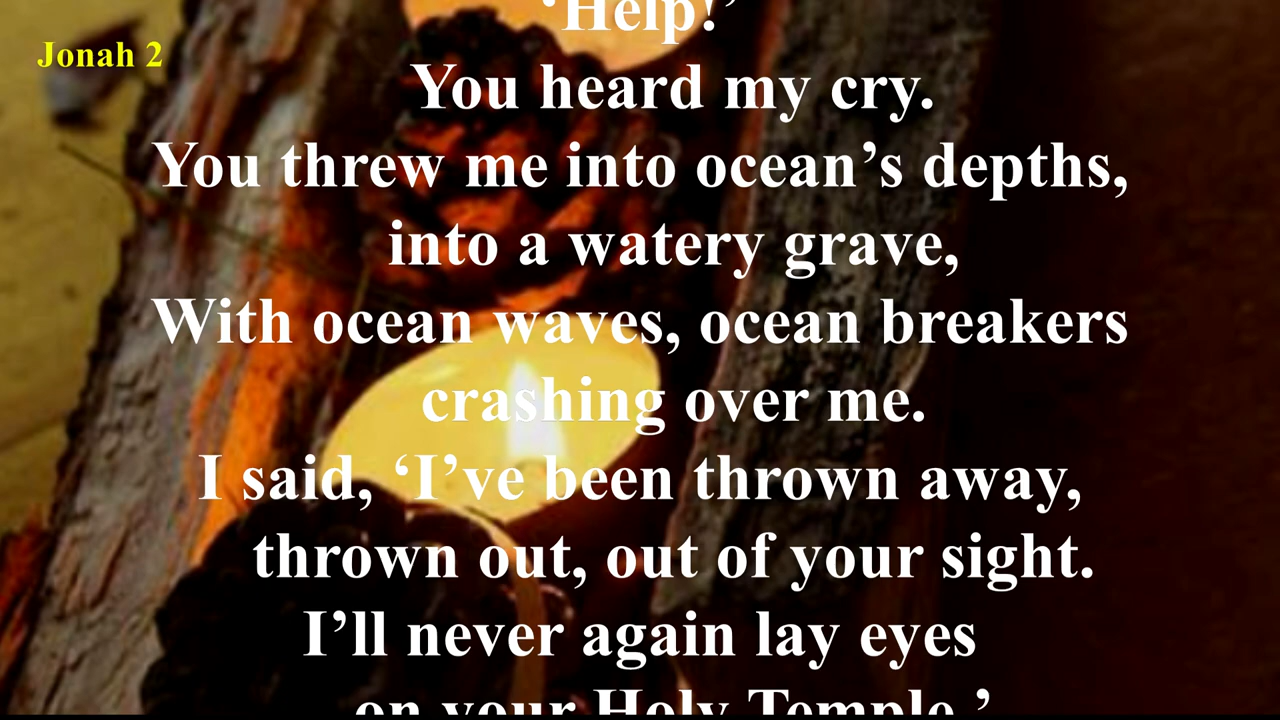 ‘Help!’
Jonah 2
You heard my cry.
You threw me into ocean’s depths,
into a watery grave,
With ocean waves, ocean breakers
crashing over me.
I said, ‘I’ve been thrown away,
thrown out, out of your sight.
I’ll never again lay eyes
on your Holy Temple.’